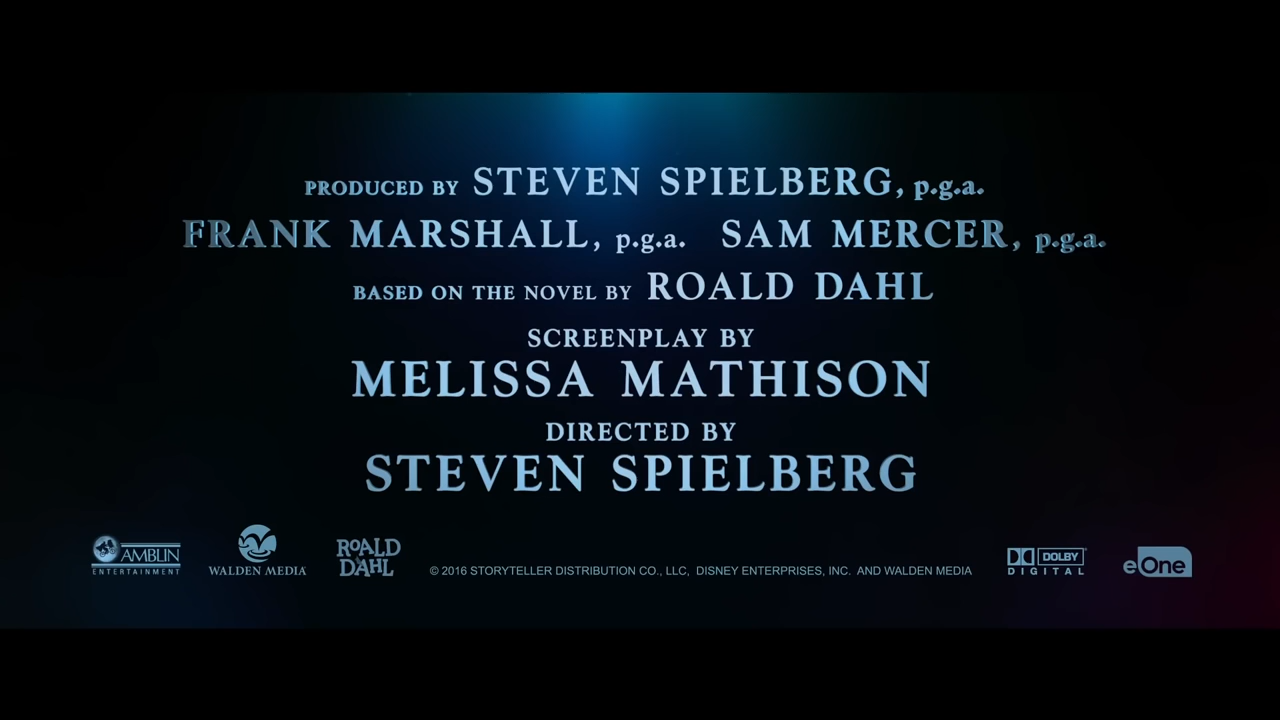 PRODUCED BY STEVEN SPIELBERG, p.g.a.
FRANK MARSHALL, p.g.a. SAM MERCER, p.g.a.
BASED ON THE NOVEL BY ROALD DAHL
SCREENPLAY BY
MELISSA MATHISON
DIRECTED BY
STEVEN SPIELBERG
AMBLIN
ENTERTAINMENT
WALDEN MEDIA
ROALD
DAHL
© 2016 STORYTELLER DISTRIBUTION CO., LLC, DISNEY ENTERPRISES, INC. AND WALDEN MEDIA
DOLBY
DIGITAL
eOne